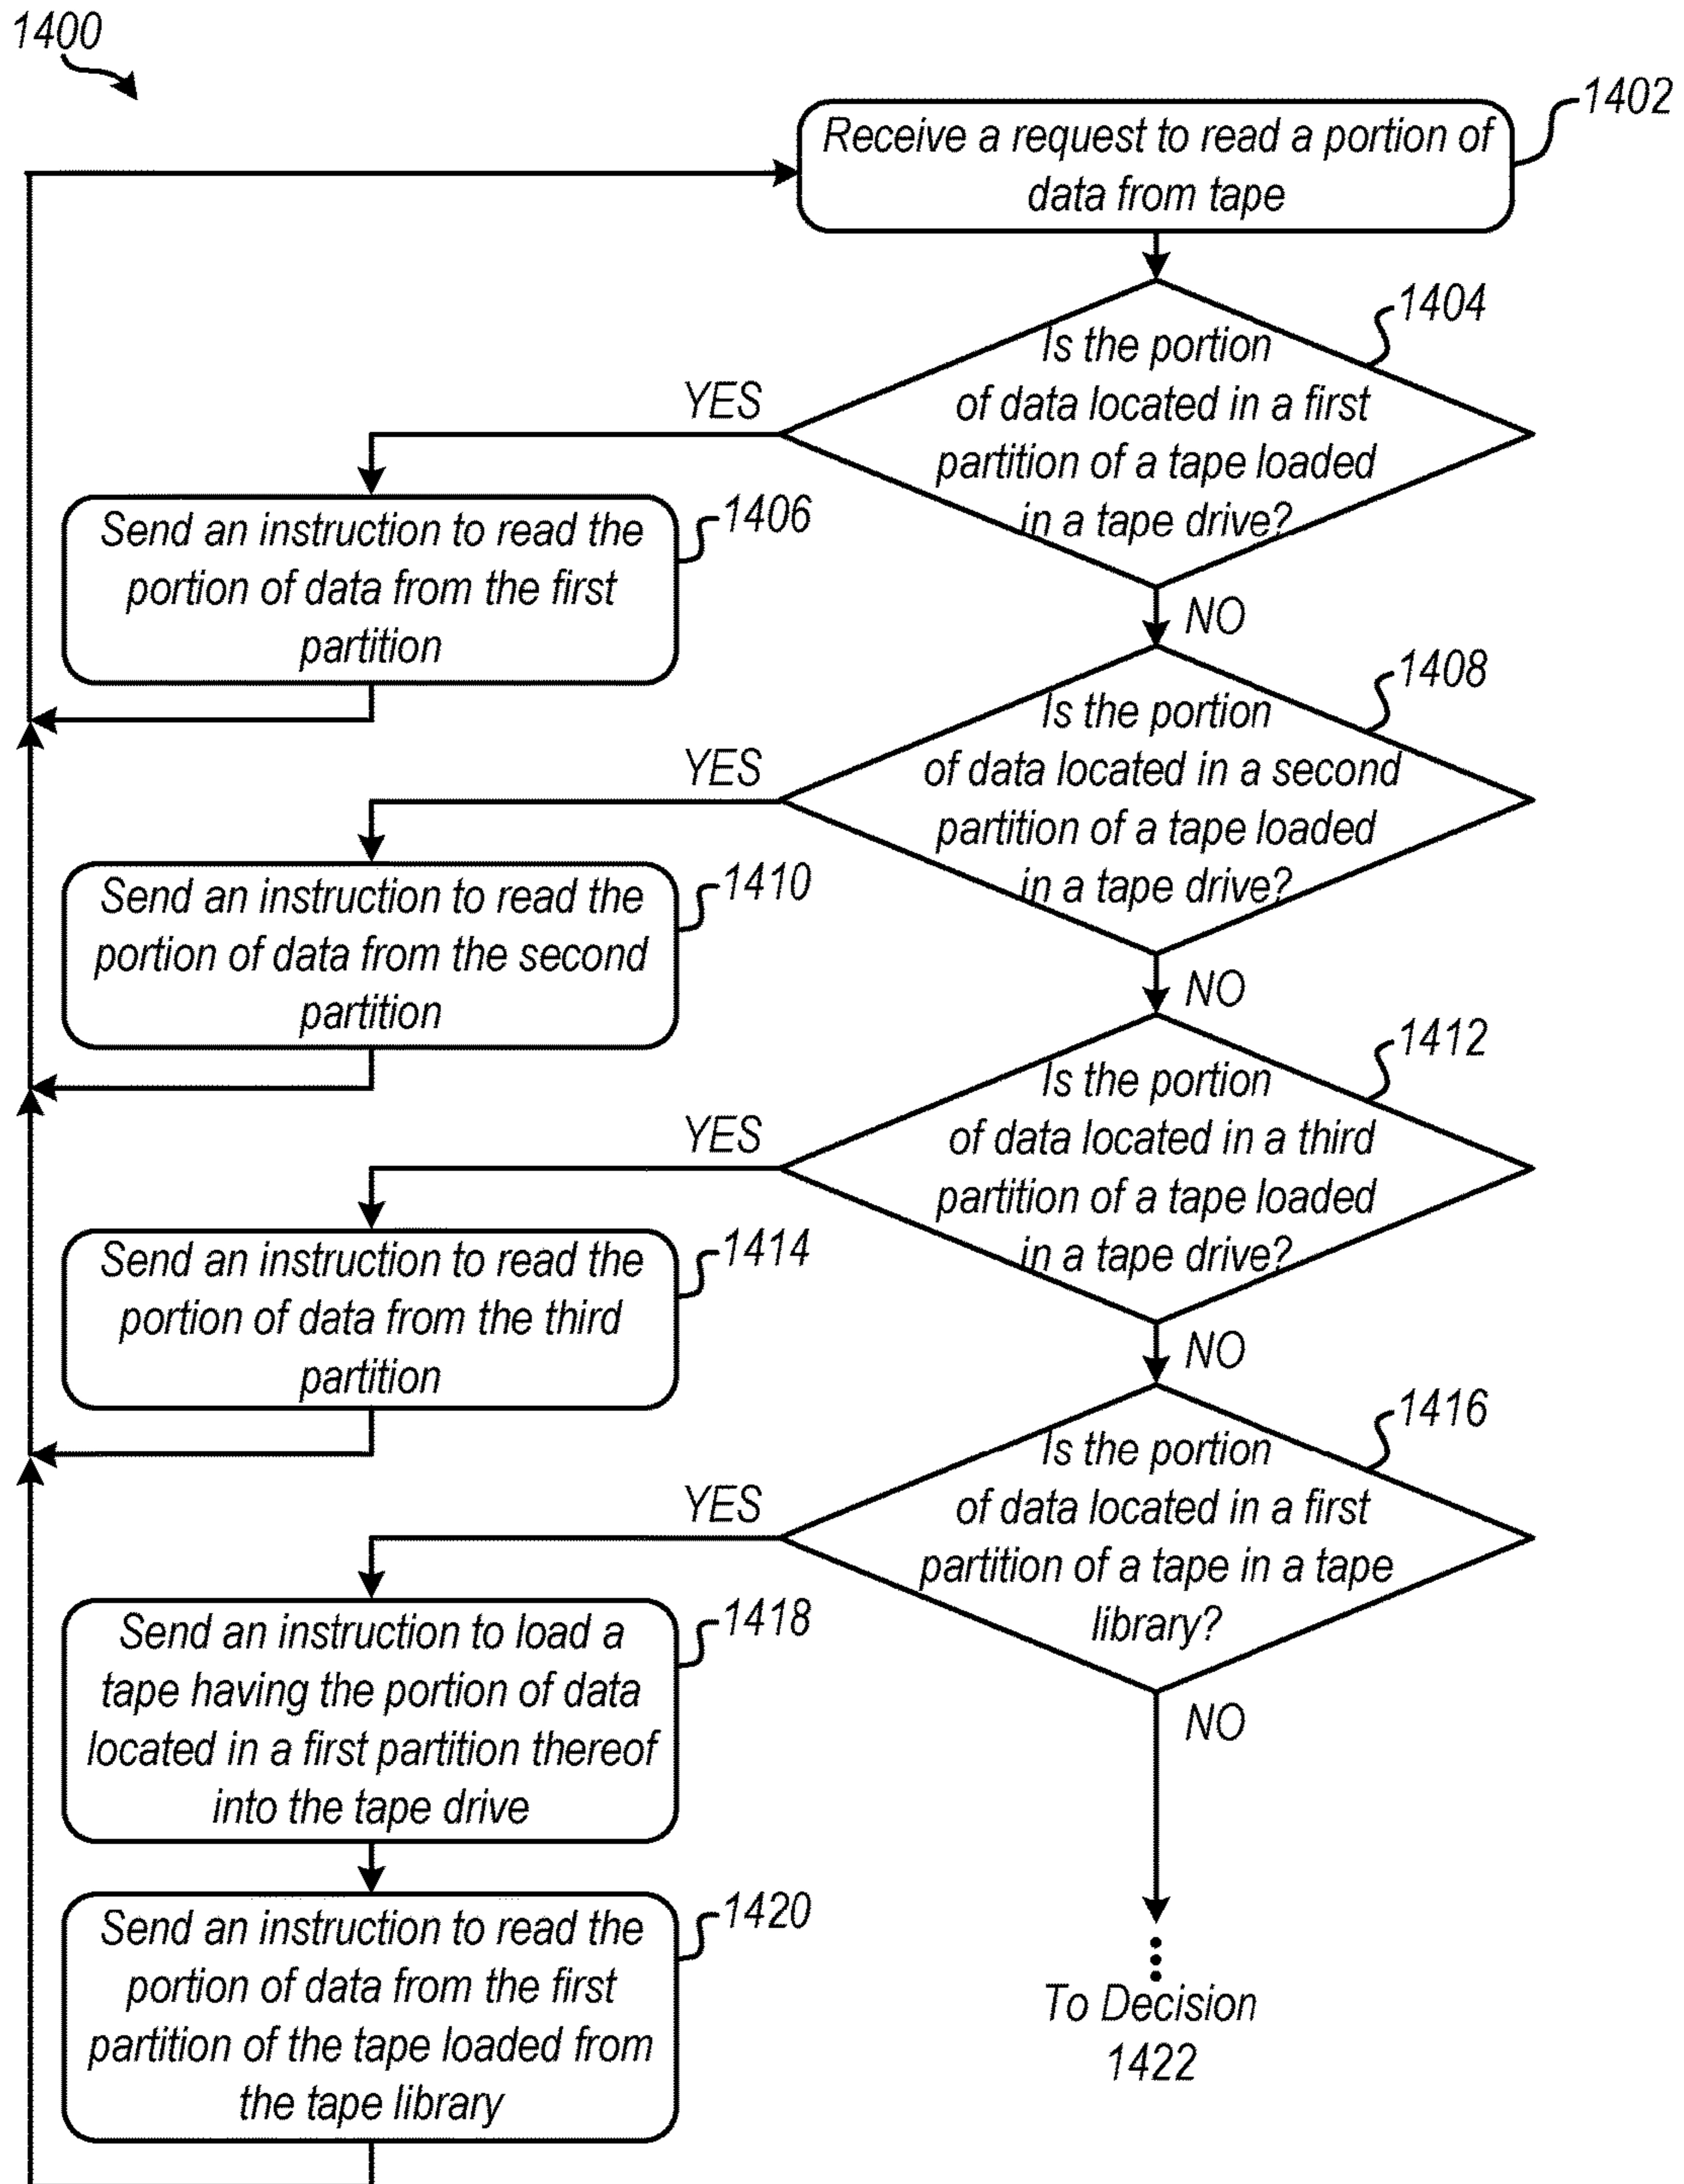 1400
1402
Receive a request to read a portion of
data from tape
1404
Is the portion
of data located in a first
partition of a tape loaded
in a tape drive?
YES
1406
Send an instruction to read the
portion of data from the first
partition
NO
1408
Is the portion
of data located in a second
partition of a tape loaded
in a tape drive?
YES
1410
Send an instruction to read the
portion of data from the second
partition
NO
1412
Is the portion
of data located in a third
partition of a tape loaded
in a tape drive?
YES
1414
Send an instruction to read the
portion of data from the third
partition
NO
1416
Is the portion
of data located in a first
partition of a tape in a tape
library?
YES
1418
Send an instruction to load a
tape having the portion of data
located in a first partition thereof
into the tape drive
NO
1420
Send an instruction to read the
portion of data from the first
partition of the tape loaded from
the tape library
To Decision
1422